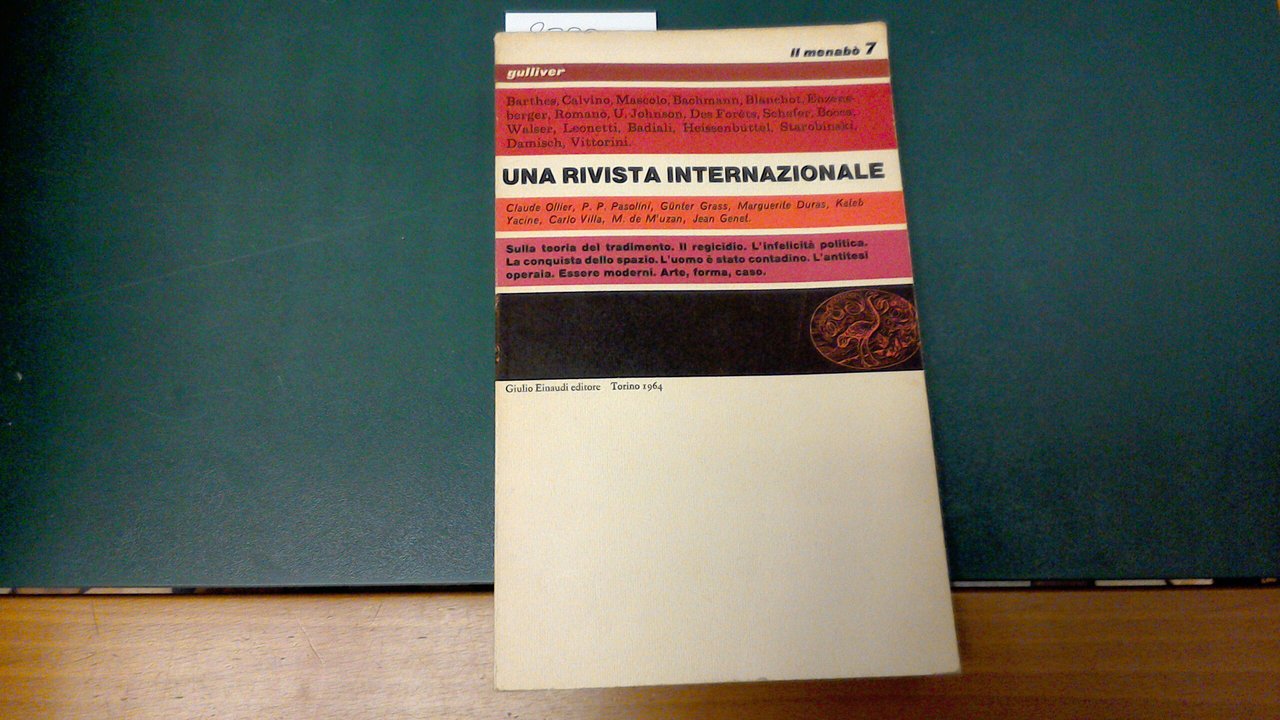 il menabò 7
gulliver
Barthes, Calvino, Mascolo, Bachmann, Blanchot, Enzens-
berger, Romanò, U. Johnson, Des Forêts, Schafer, Bocca,
Walser, Leonetti, Badiali, Heissenbüttel, Starobinski,
Damisch, Vittorini.
UNA RIVISTA INTERNAZIONALE
Claude Ollier, P. P. Pasolini, Günter Grass, Marguerite Duras, Kateb
Yacine, Carlo Villa, M. de M'uzan, Jean Genet.
Sulla teoria del tradimento. Il regicidio. L'infelicità politica.
La conquista dello spazio. L'uomo è stato contadino. L'antitesi
operaia. Essere moderni. Arte, forma, caso.
Giulio Einaudi editore Torino 1964